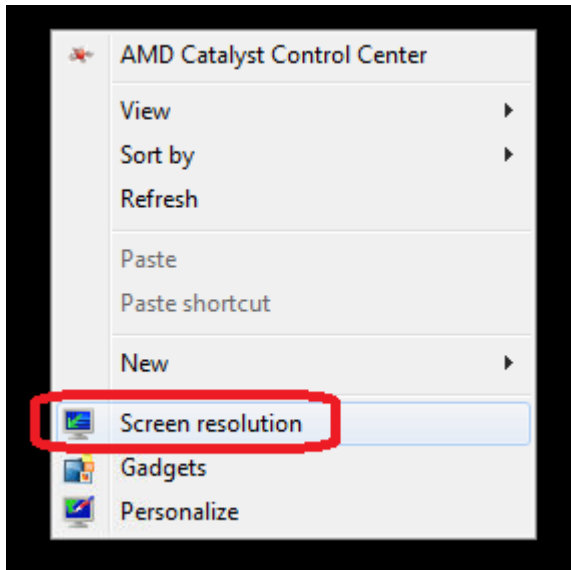 AMD Catalyst Control Center
View
Sort by
Refresh
Paste
Paste shortcut
New
Screen resolution
Gadgets
Personalize